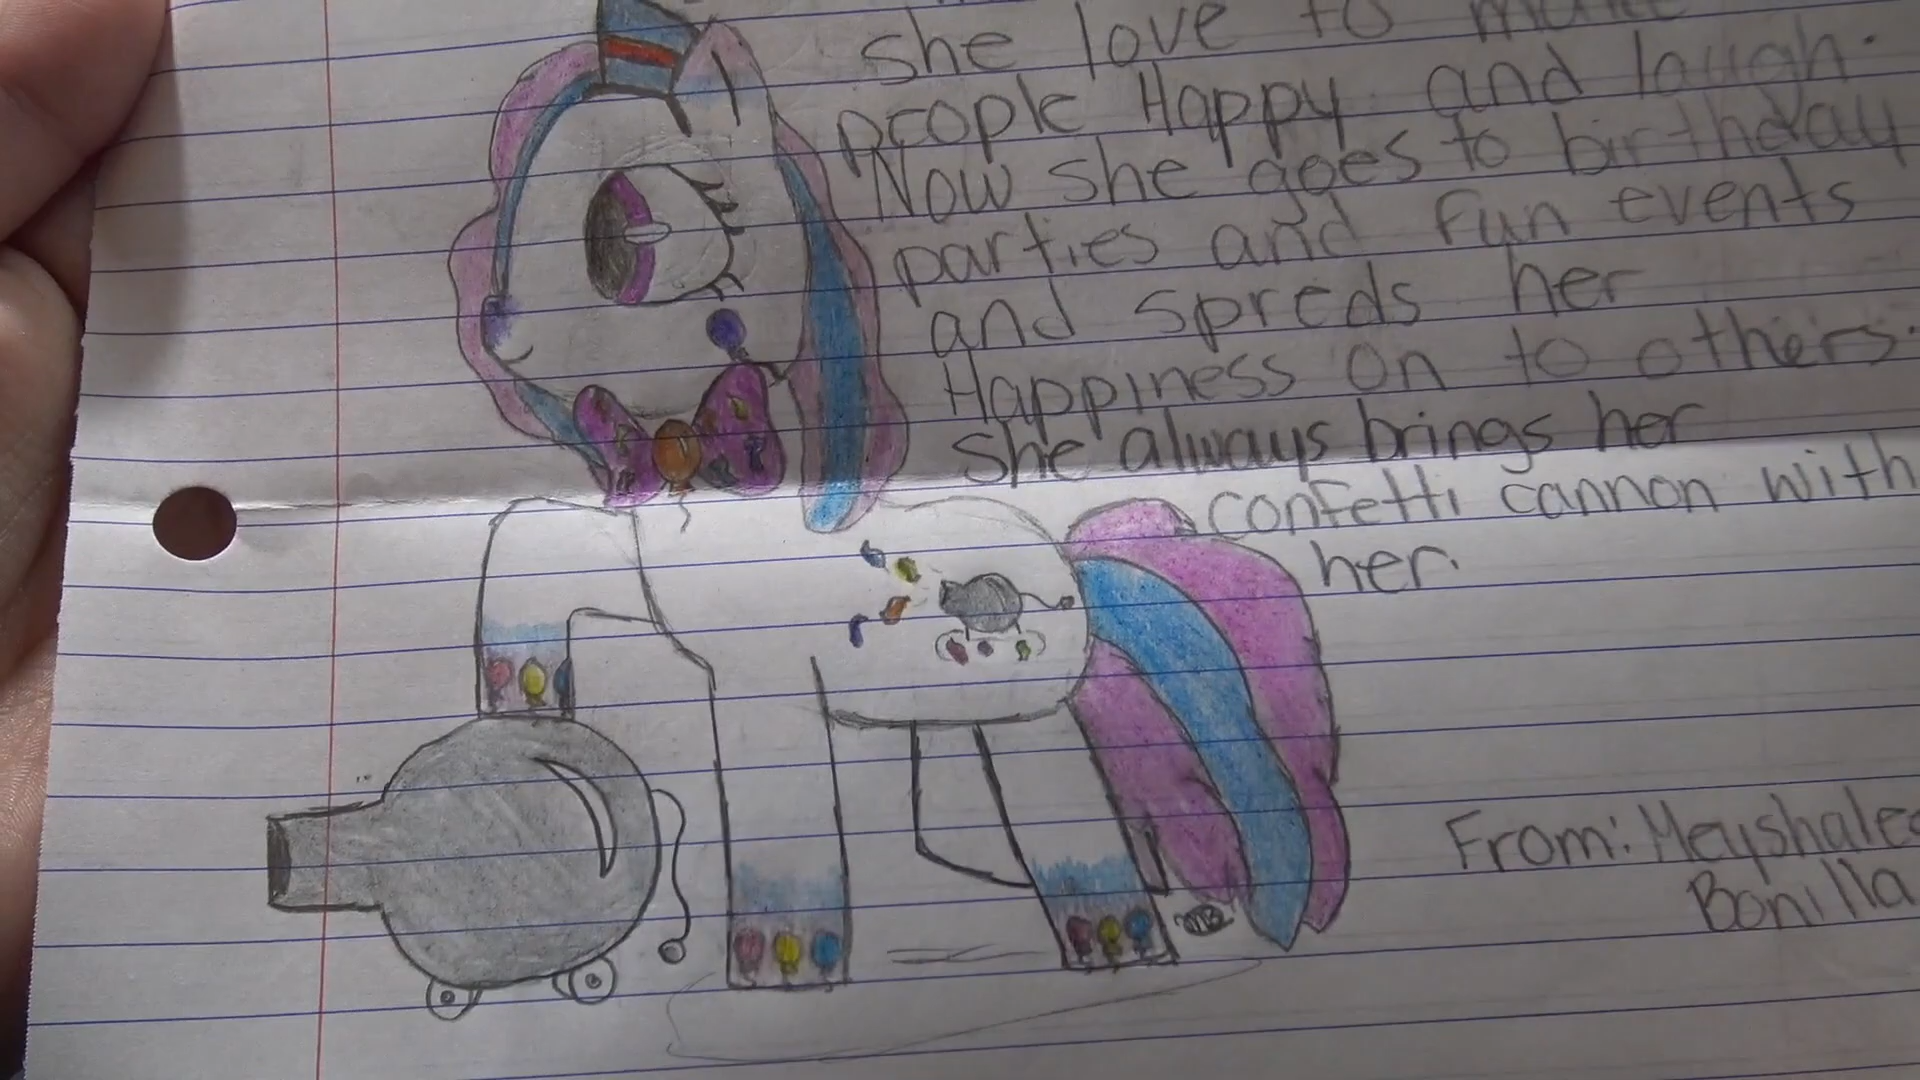 she love to make
people Happy and laugh.
Now she goes to birthday
parties and fun events
and spreds her
Happiness on to others.
She always brings her
confetti cannon with
her.
From:
Bonilla